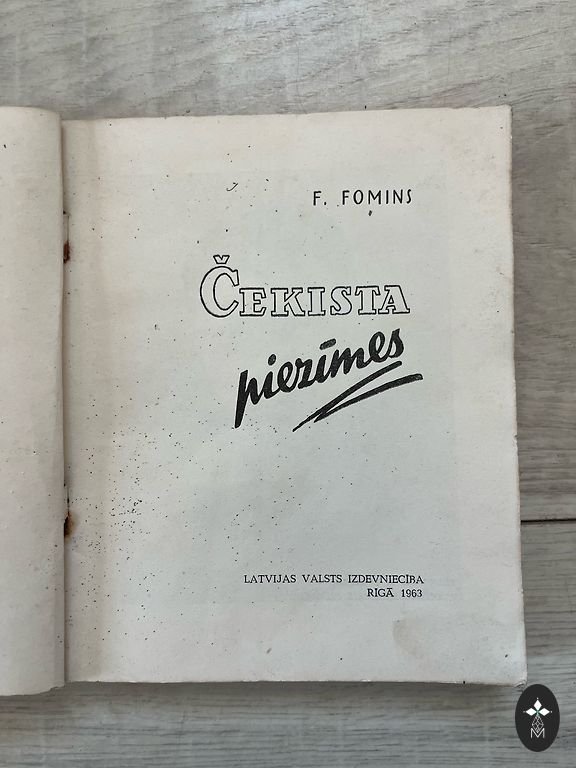 F. FOMINS
ČEKISTA
piezīmes
LATVIJAS VALSTS IZDEVNIECĪBA
RĪGĀ 1963
M